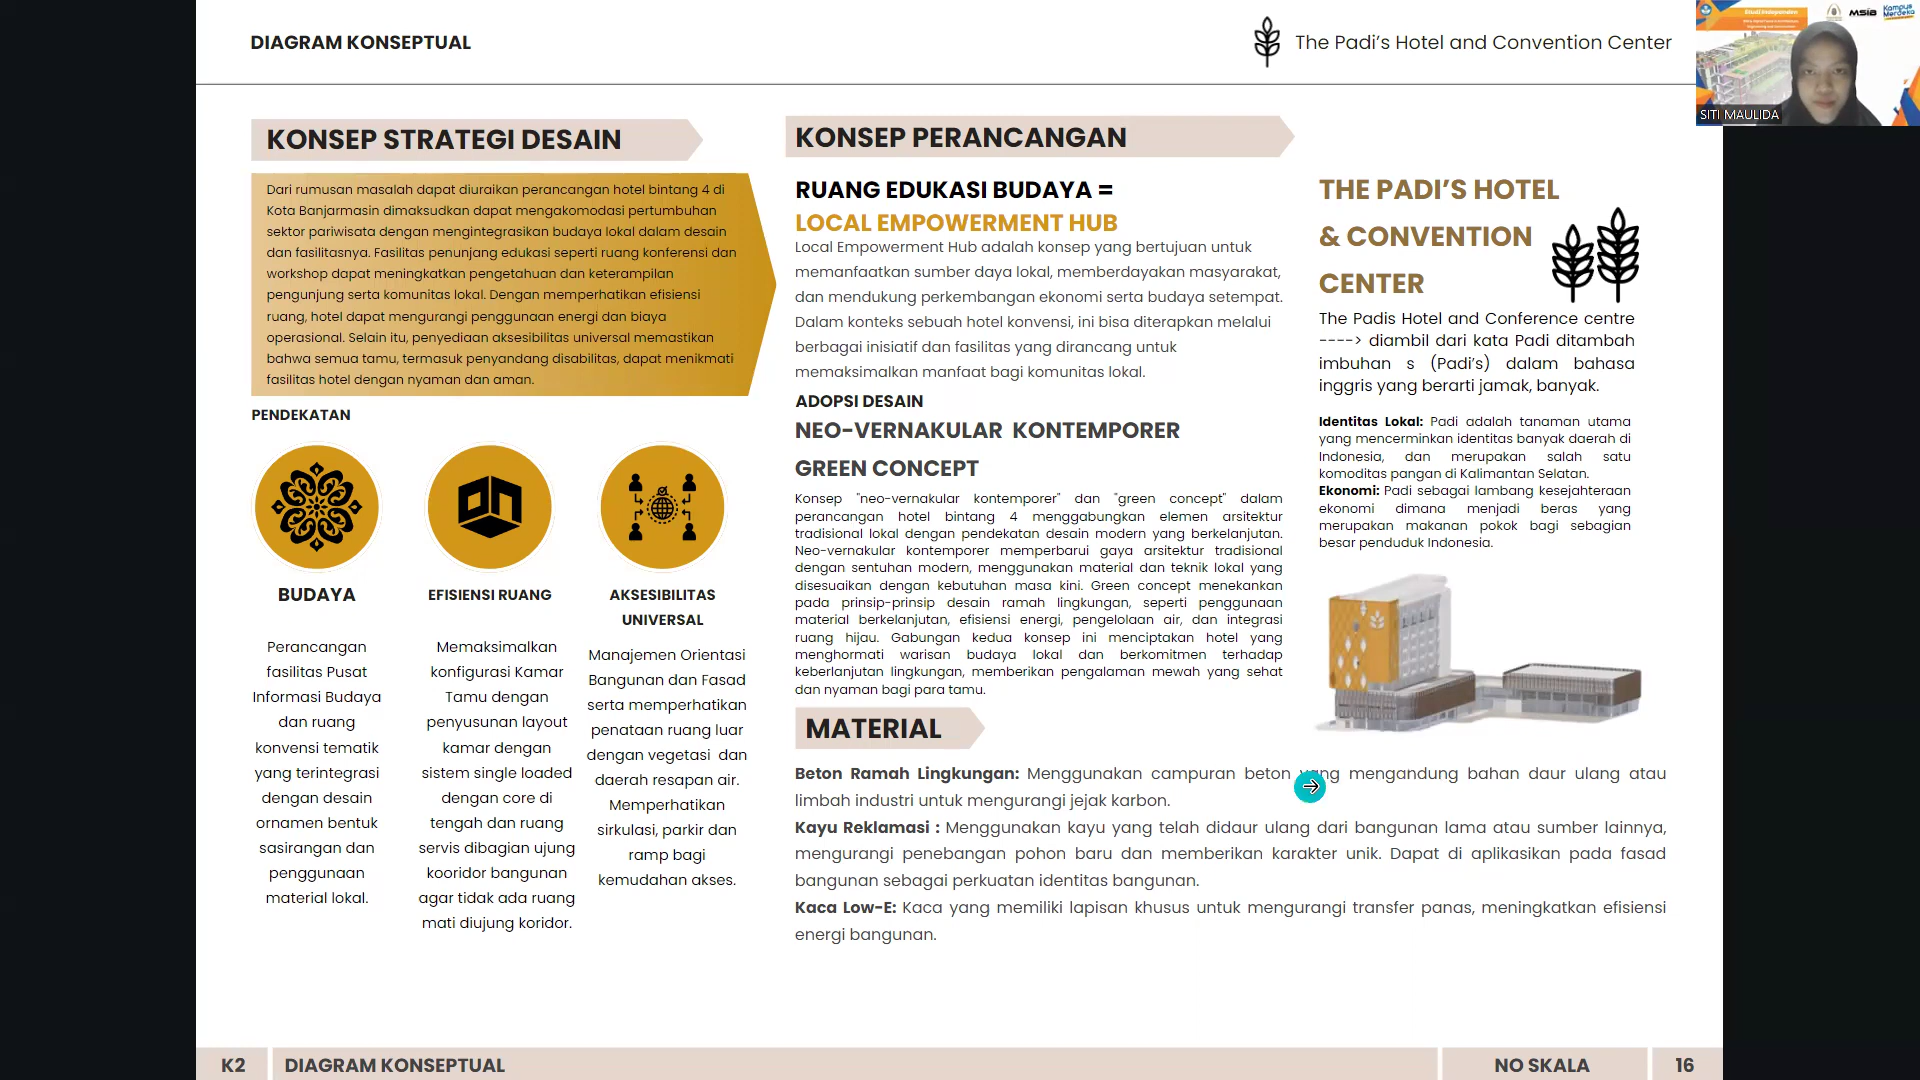 DIAGRAM KONSEPTUAL
The Padi's Hotel and Convention Center
Studi Independen
MSIB
Kampus
Merdeka
SITI MAULIDA
KONSEP STRATEGI DESAIN
Dari rumusan masalah dapat diuraikan perancangan hotel bintang 4 di
Kota Banjarmasin dimaksudkan dapat mengakomodasi pertumbuhan
sektor pariwisata dengan mengintegrasikan budaya lokal dalam desain
dan fasilitasnya. Fasilitas penunjang edukasi seperti ruang konferensi dan
workshop dapat meningkatkan pengetahuan dan keterampilan
pengunjung serta komunitas lokal. Dengan memperhatikan efisiensi
ruang, hotel dapat mengurangi penggunaan energi dan biaya
operasional. Selain itu, penyediaan aksesibilitas universal memastikan
bahwa semua tamu, termasuk penyandang disabilitas, dapat menikmati
fasilitas hotel dengan nyaman dan aman.
PENDEKATAN
BUDAYA
Perancangan
fasilitas Pusat
Informasi Budaya
dan ruang
konvensi tematik
yang terintegrasi
dengan desain
ornamen bentuk
sasirangan dan
penggunaan
material lokal.
EFISIENSI RUANG
Memaksimalkan
konfigurasi Kamar
Tamu dengan
penyusunan layout
kamar dengan
sistem single loaded
dengan core di
tengah dan ruang
servis dibagian ujung
kooridor bangunan
agar tidak ada ruang
mati diujung koridor.
AKSESIBILITAS
UNIVERSAL
Manajemen Orientasi
Bangunan dan Fasad
serta memperhatikan
penataan ruang luar
dengan vegetasi dan
daerah resapan air.
Memperhatikan
sirkulasi, parkir dan
ramp bagi
kemudahan akses.
KONSEP PERANCANGAN
RUANG EDUKASI BUDAYA =
LOCAL EMPOWERMENT HUB
Local Empowerment Hub adalah konsep yang bertujuan untuk
memanfaatkan sumber daya lokal, memberdayakan masyarakat,
dan mendukung perkembangan ekonomi serta budaya setempat.
Dalam konteks sebuah hotel konvensi, ini bisa diterapkan melalui
berbagai inisiatif dan fasilitas yang dirancang untuk
memaksimalkan manfaat bagi komunitas lokal.
ADOPSI DESAIN
NEO-VERNAKULAR KONTEMPORER
GREEN CONCEPT
Konsep "neo-vernakular kontemporer" dan "green concept" dalam
perancangan hotel bintang 4 menggabungkan elemen arsitektur
tradisional lokal dengan pendekatan desain modern yang berkelanjutan.
Neo-vernakular kontemporer memperbarui gaya arsitektur tradisional
dengan sentuhan modern, menggunakan material dan teknik lokal yang
disesuaikan dengan kebutuhan masa kini. Green concept menekankan
pada prinsip-prinsip desain ramah lingkungan, seperti penggunaan
material berkelanjutan, efisiensi energi, pengelolaan air, dan integrasi
ruang hijau. Gabungan kedua konsep ini menciptakan hotel yang
menghormati warisan budaya lokal dan berkomitmen terhadap
keberlanjutan lingkungan, memberikan pengalaman mewah yang sehat
dan nyaman bagi para tamu.
THE PADI'S HOTEL
& CONVENTION
CENTER
The Padis Hotel and Conference centre
----> diambil dari kata Padi ditambah
imbuhan s (Padi's) dalam bahasa
inggris yang berarti jamak, banyak.
Identitas Lokal: Padi adalah tanaman utama
yang mencerminkan identitas banyak daerah di
Indonesia, dan merupakan salah satu
komoditas pangan di Kalimantan Selatan.
Ekonomi: Padi sebagai lambang kesejahteraan
ekonomi dimana menjadi beras yang
merupakan makanan pokok bagi sebagian
besar penduduk Indonesia.
MATERIAL
Beton Ramah Lingkungan: Menggunakan campuran beton yang mengandung bahan daur ulang atau
limbah industri untuk mengurangi jejak karbon.
Kayu Reklamasi : Menggunakan kayu yang telah didaur ulang dari bangunan lama atau sumber lainnya,
mengurangi penebangan pohon baru dan memberikan karakter unik. Dapat di aplikasikan pada fasad
bangunan sebagai perkuatan identitas bangunan.
Kaca Low-E: Kaca yang memiliki lapisan khusus untuk mengurangi transfer panas, meningkatkan efisiensi
energi bangunan.
K2
DIAGRAM KONSEPTUAL
NO SKALA
16